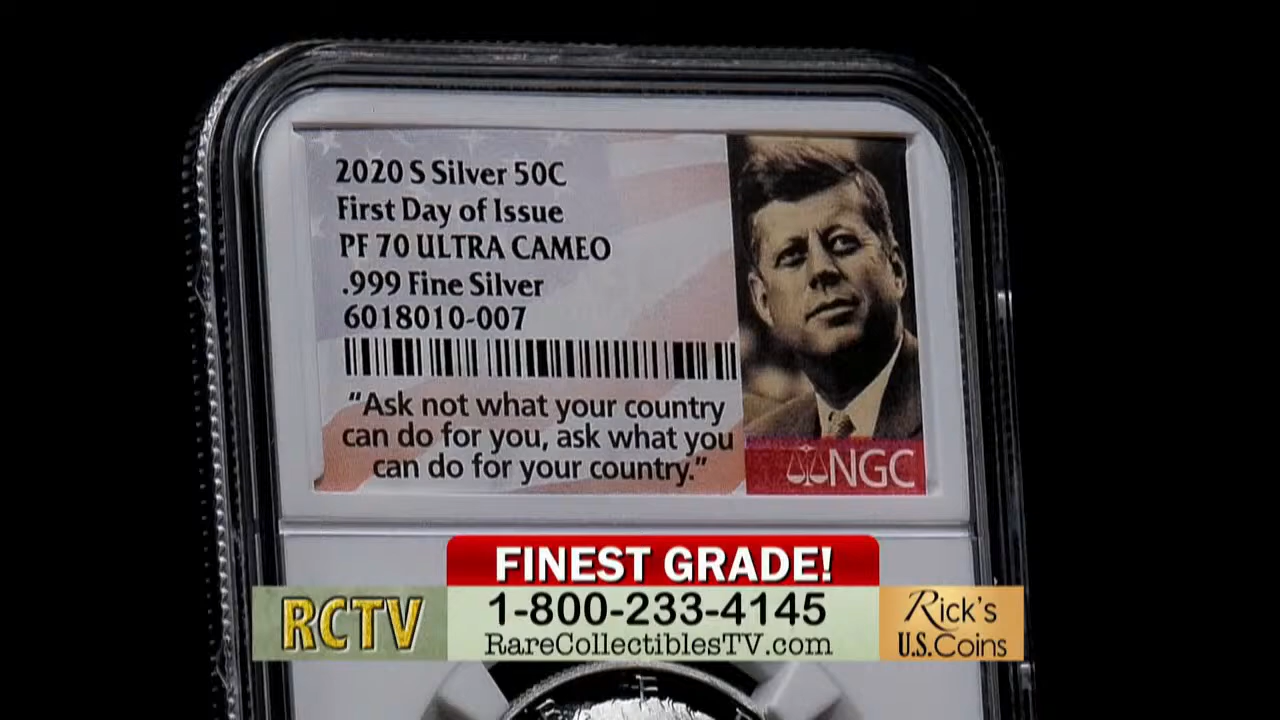 2020 S Silver 50C
First Day of Issue
PF 70 ULTRA CAMEO
.999 Fine Silver
6018010-007
"Ask not what your country
can do for you, ask what you
can do for your country."
NGC
FINEST GRADE!
RCTV
1-800-233-4145
RareCollectiblesTV.com
Rick's
U.S. Coins